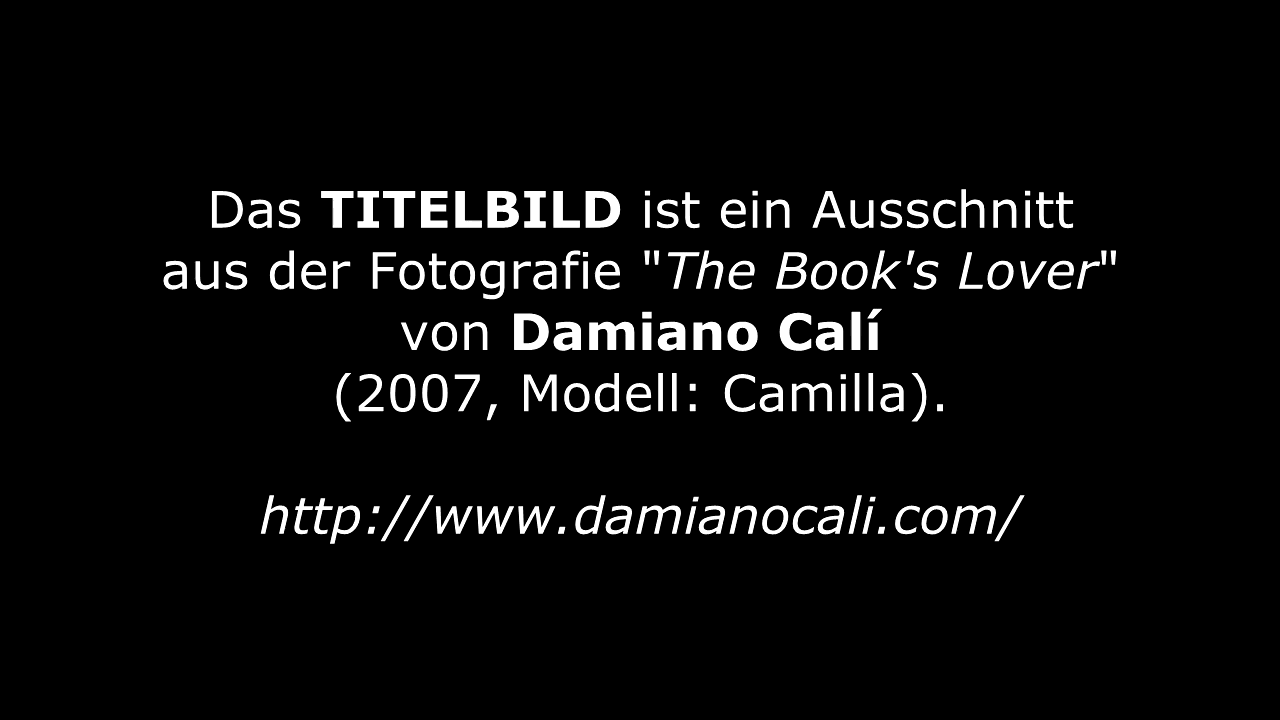 Das TITELBILD ist ein Ausschnitt
aus der Fotografie "The Book's Lover"
von Damiano Calí
(2007, Modell: Camilla).
http://www.damianocali.com/